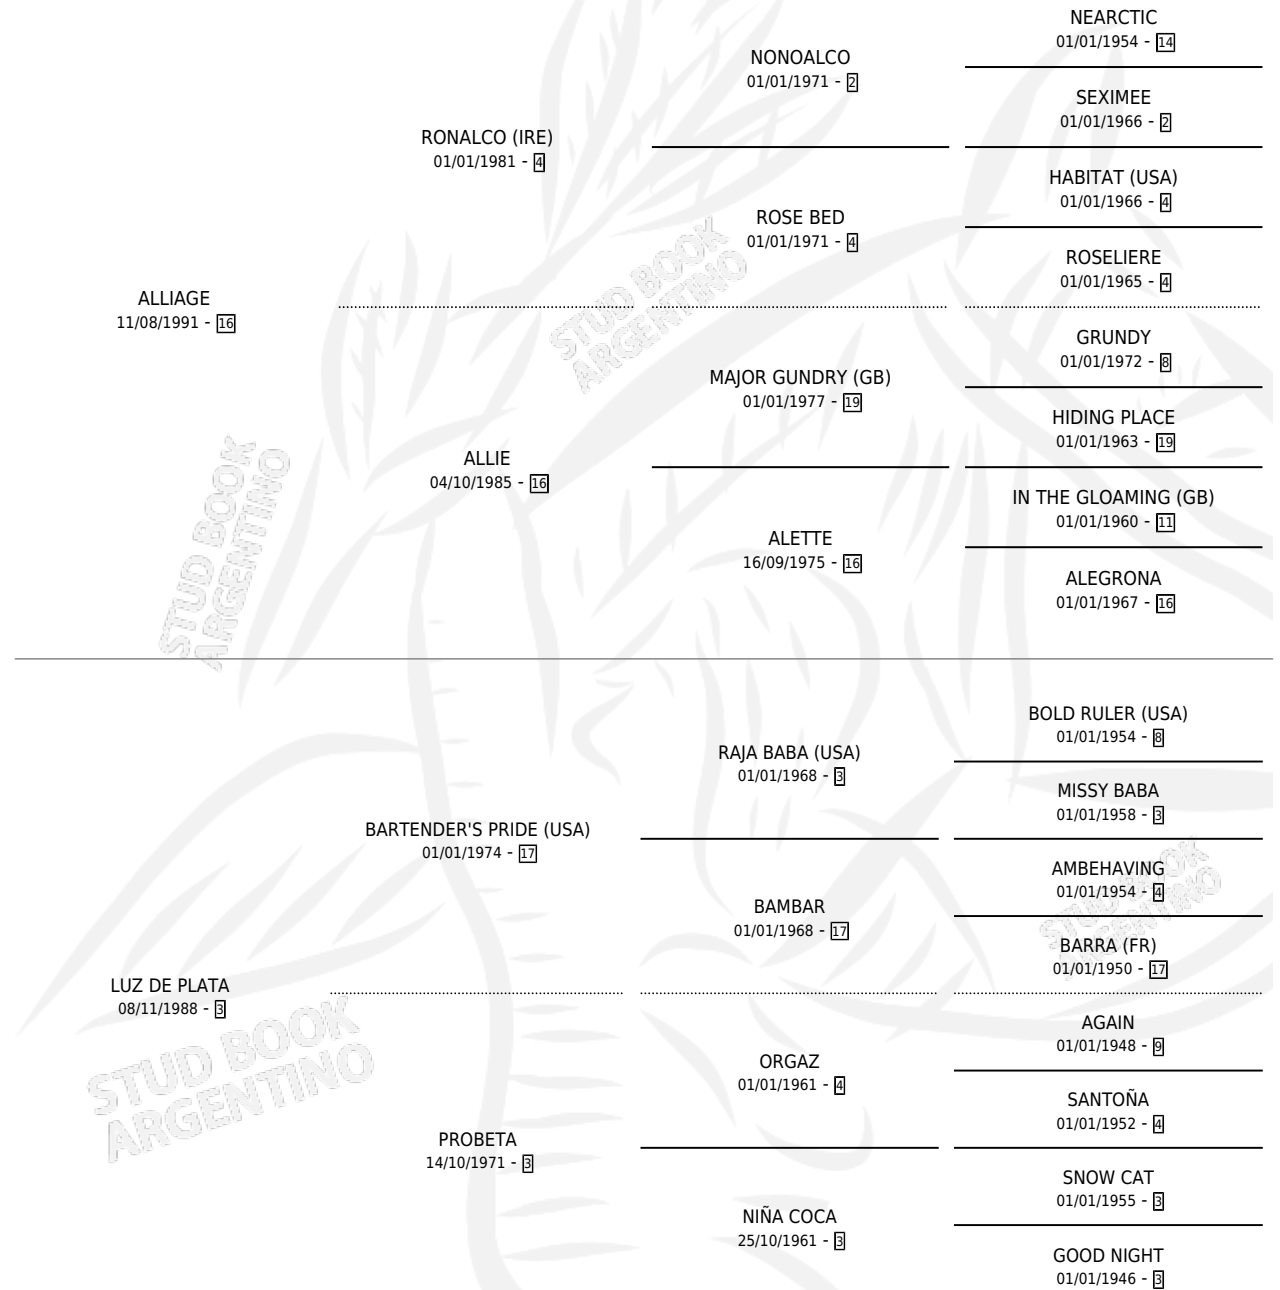 NEARCTIC
01/01/1954 - 14
NONOALCO
01/01/1971 - 2
SEXIMEE
01/01/1966 - 2
RONALCO (IRE)
01/01/1981 - 4
HABITAT (USA)
01/01/1966 - 4
ROSE BED
01/01/1971 - 4
ROSELIERE
01/01/1965 - 4
ALLIAGE
11/08/1991 - 16
STUD BOOK
ARGENTINO
GRUNDY
01/01/1972 - 8
MAJOR GUNDRY (GB)
01/01/1977 - 19
HIDING PLACE
01/01/1963 - 19
ALLIE
04/10/1985 - 16
IN THE GLOAMING (GB)
01/01/1960 - 11
ALETTE
16/09/1975 - 16
ALEGRONA
01/01/1967 - 16
STUD BOOK
ARGENTINO
BOLD RULER (USA)
01/01/1954 - 8
RAJA BABA (USA)
01/01/1968 - 3
MISSY BABA
01/01/1958 - 3
BARTENDER'S PRIDE (USA)
01/01/1974 - 17
AMBEHAVING
01/01/1954 - 4
BAMBAR
01/01/1968 - 17
BARRA (FR)
01/01/1950 - 17
STUD BOOK
ARGENTINO
LUZ DE PLATA
08/11/1988 - 3
AGAIN
01/01/1948 - 9
ORGAZ
01/01/1961 - 4
SANTOÑA
01/01/1952 - 4
STUD BOOK
ARGENTINO
PROBETA
14/10/1971 - 3
SNOW CAT
01/01/1955 - 3
NIÑA COCA
25/10/1961 - 3
GOOD NIGHT
01/01/1946 - 3